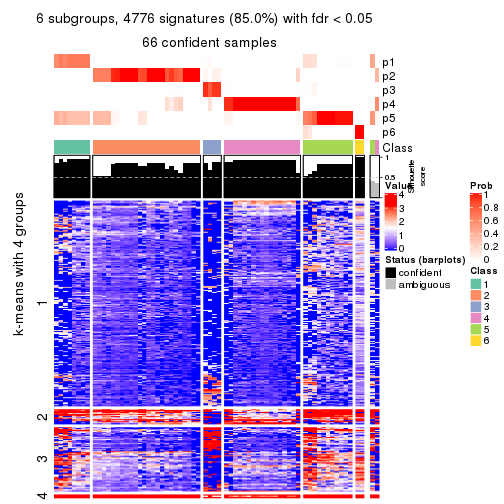 6 subgroups, 4776 signatures (85.0%) with fdr < 0.05
66 confident samples
p1
p2
p3
p4
p5
p6
Class
1
0.5
0
Silhouette
score
k-means with 4 groups
1
2
3
4
Value
4
3
2
1
0
Status (barplots)
confident
ambiguous
Prob
1
0.8
0.6
0.4
0.2
0
Class
1
2
3
4
5
6